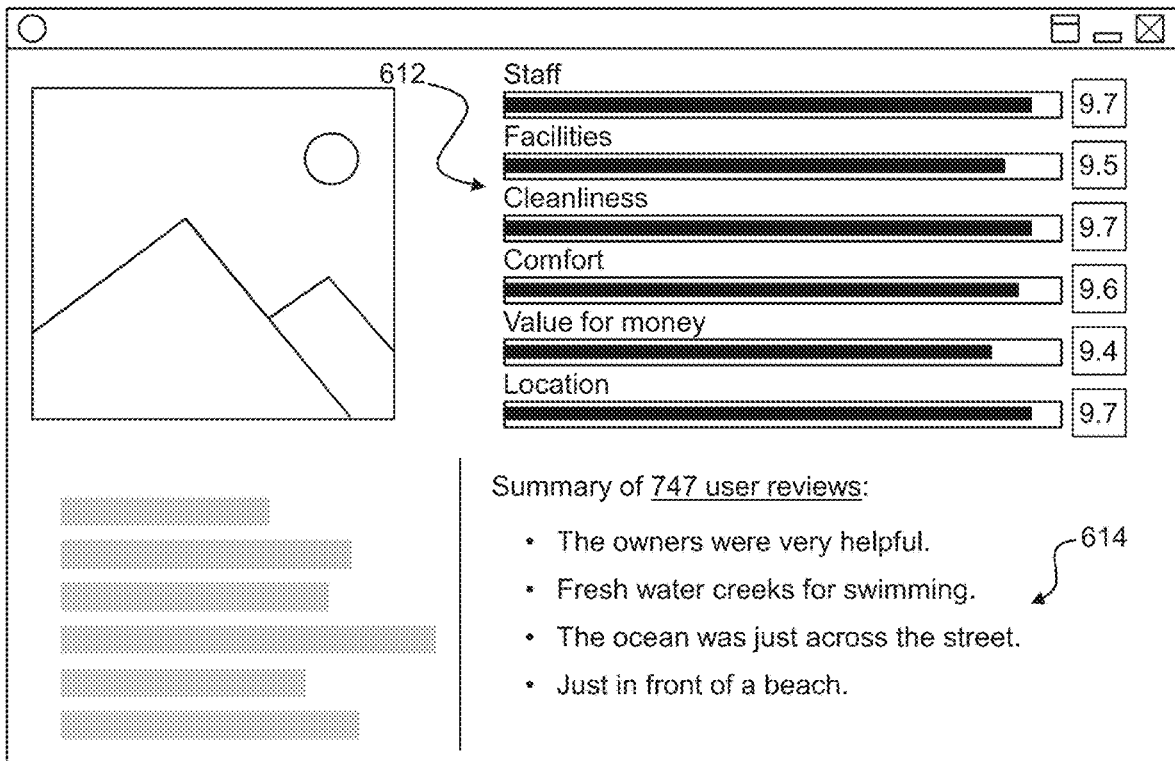 612
Staff
9.7
Facilities
9.5
Cleanliness
9.7
Comfort
9.6
Value for money
9.4
Location
9.7
Summary of 747 user reviews:
• The owners were very helpful.
614
• Fresh water creeks for swimming.
• The ocean was just across the street.
• Just in front of a beach.